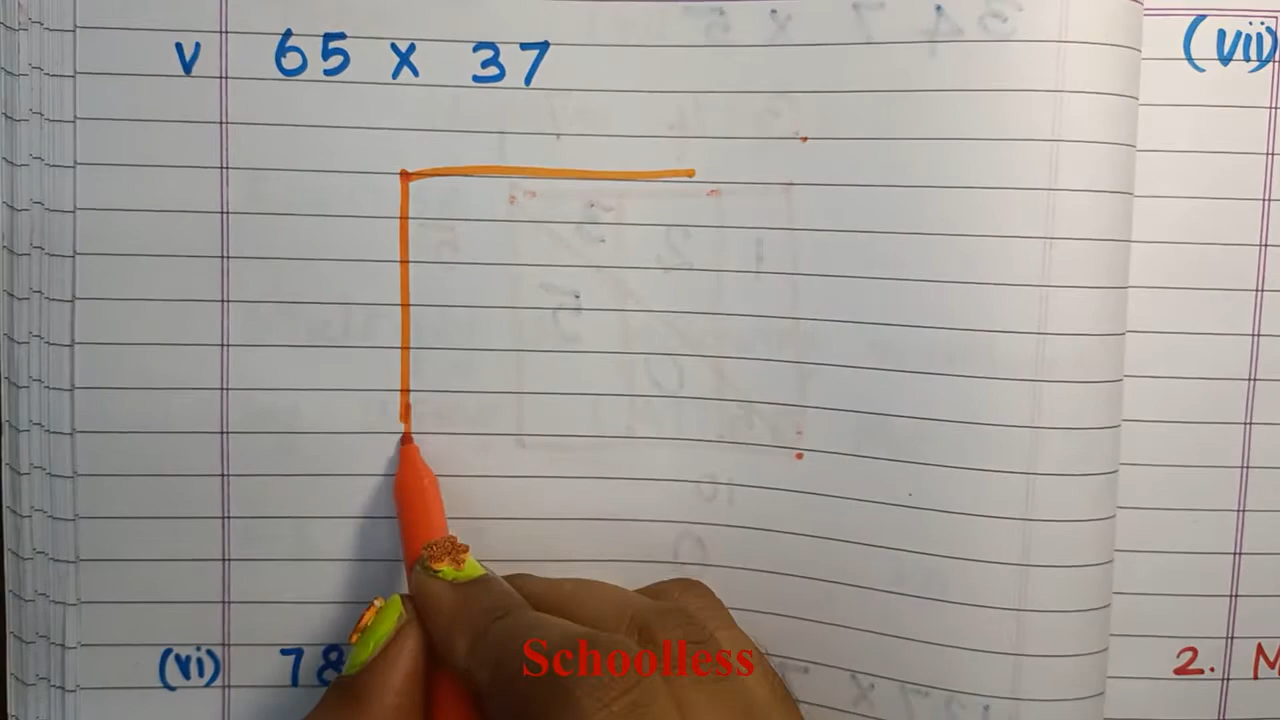 v 65 x 37
(vii)
(vi) 78
2. M
Schoolless